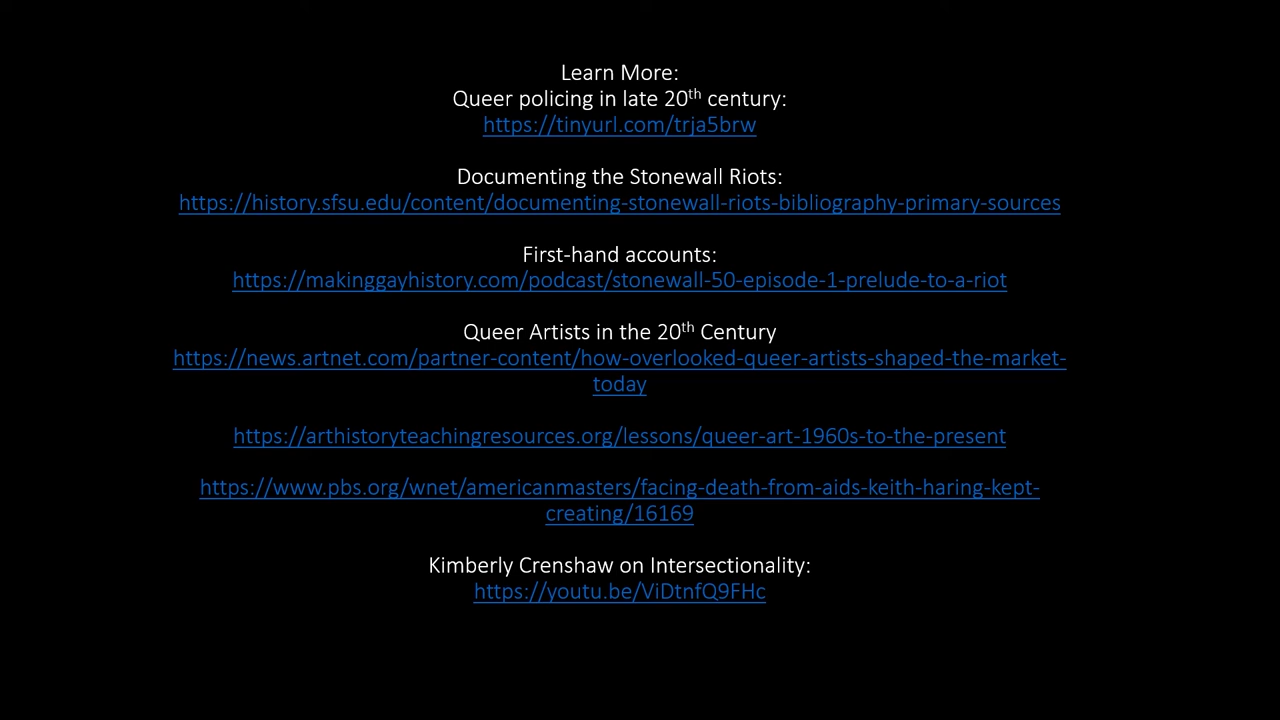 Learn More:
Queer policing in late 20th century:
https://tinyurl.com/trja5brw
Documenting the Stonewall Riots:
https://history.sfsu.edu/content/documenting-stonewall-riots-bibliography-primary-sources
First-hand accounts:
https://makinggayhistory.com/podcast/stonewall-50-episode-1-prelude-to-a-riot
Queer Artists in the 20th Century
https://news.artnet.com/partner-content/how-overlooked-queer-artists-shaped-the-market-
today
https://arthistoryteachingresources.org/lessons/queer-art-1960s-to-the-present
https://www.pbs.org/wnet/americanmasters/facing-death-from-aids-keith-haring-kept-
creating/16169
Kimberly Crenshaw on Intersectionality:
https://youtu.be/ViDtnfQ9FHc